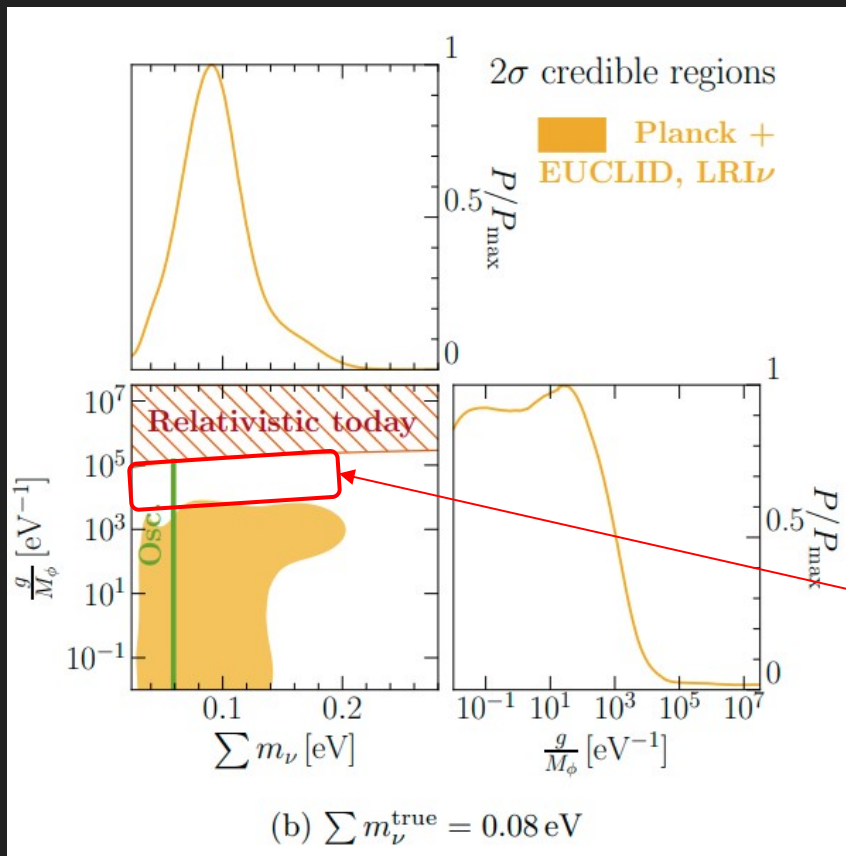 1
2σ credible regions
Planck +
EUCLID, LRIν
0.5
P/P_max
0
10^7
10^5
10^3
10^1
10^−1
g/M_ϕ [eV^−1]
Relativistic today
Osc.
0.1 0.2
∑ m_ν [eV]
1
0.5
P/P_max
0
10^−1 10^1 10^3 10^5 10^7
g/M_ϕ [eV^−1]
(b) ∑ m_ν^true = 0.08 eV